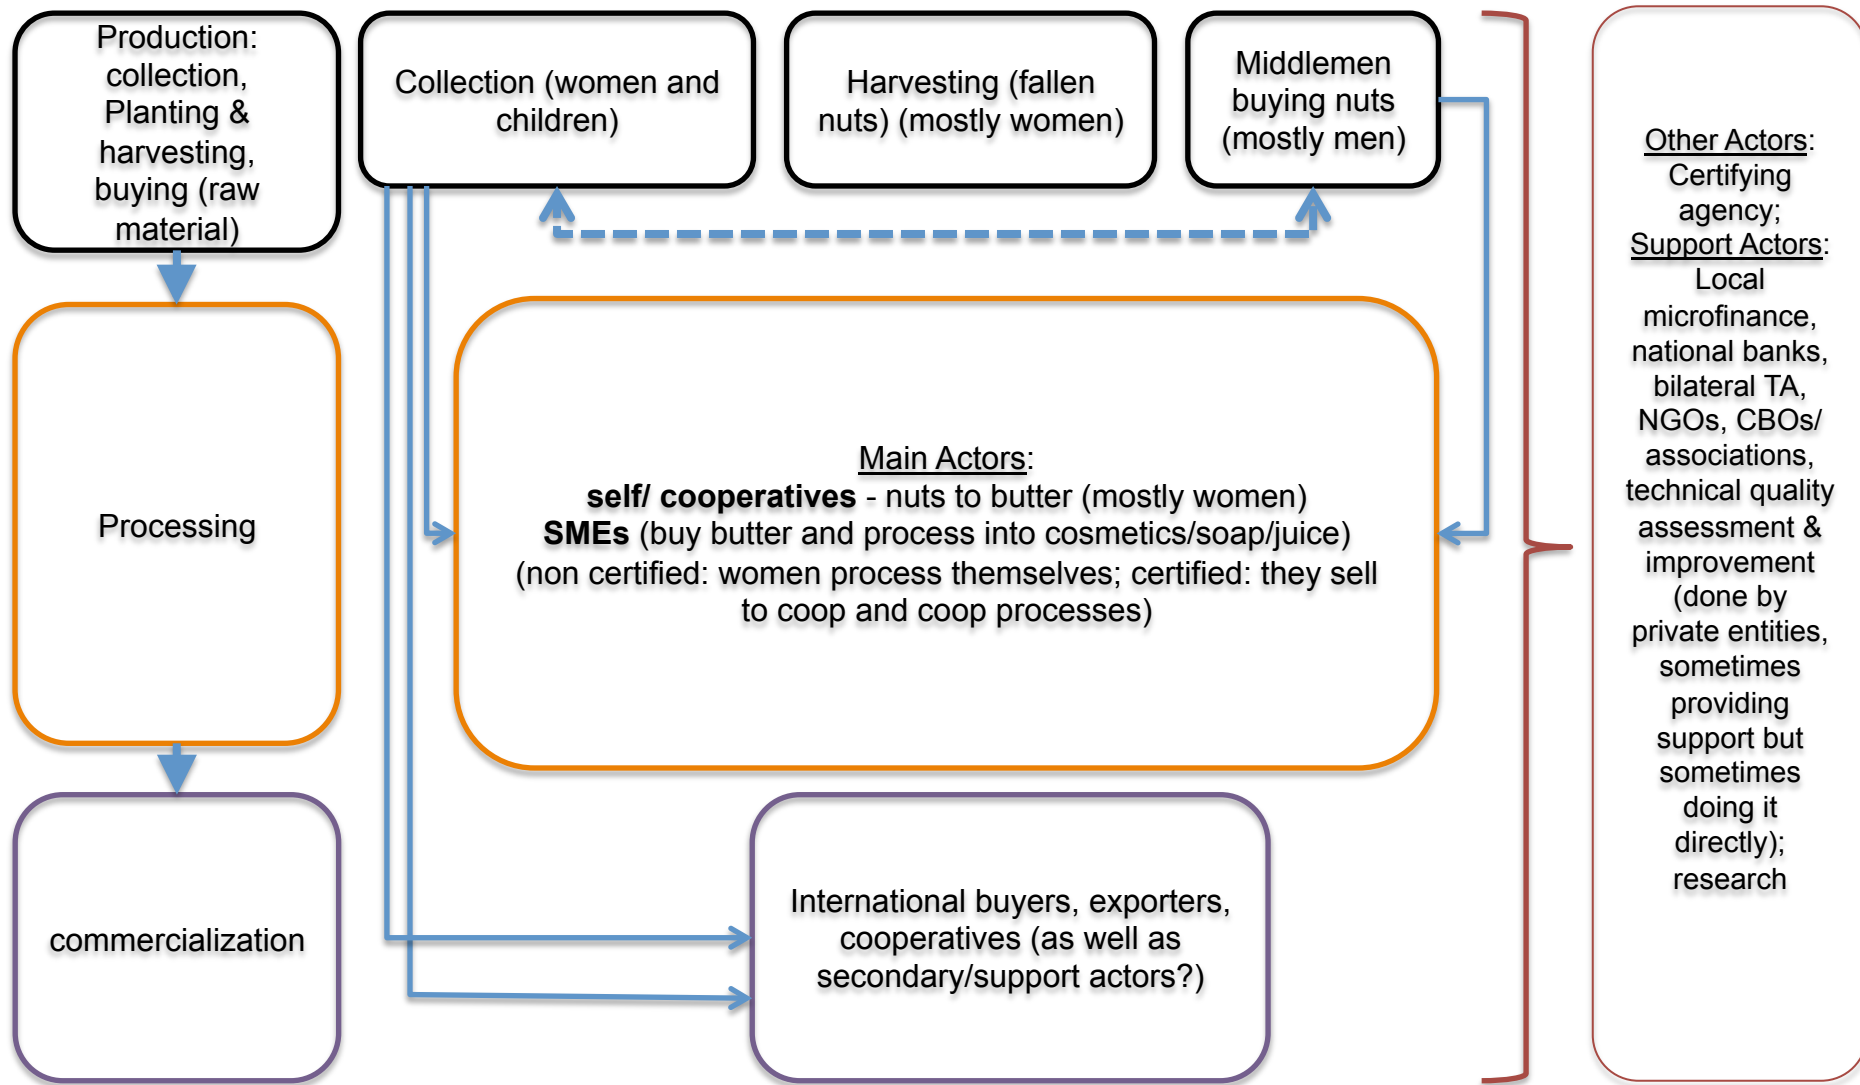 Production:
collection,
Planting &
harvesting,
buying (raw
material)
Collection (women and
children)
Harvesting (fallen
nuts) (mostly women)
Middlemen
buying nuts
(mostly men)
Processing
Main Actors:
self/ cooperatives - nuts to butter (mostly women)
SMEs (buy butter and process into cosmetics/soap/juice)
(non certified: women process themselves; certified: they sell
to coop and coop processes)
commercialization
International buyers, exporters,
cooperatives (as well as
secondary/support actors?)
Other Actors:
Certifying
agency;
Support Actors:
Local
microfinance,
national banks,
bilateral TA,
NGOs, CBOs/
associations,
technical quality
assessment &
improvement
(done by
private entities,
sometimes
providing
support but
sometimes
doing it
directly);
research